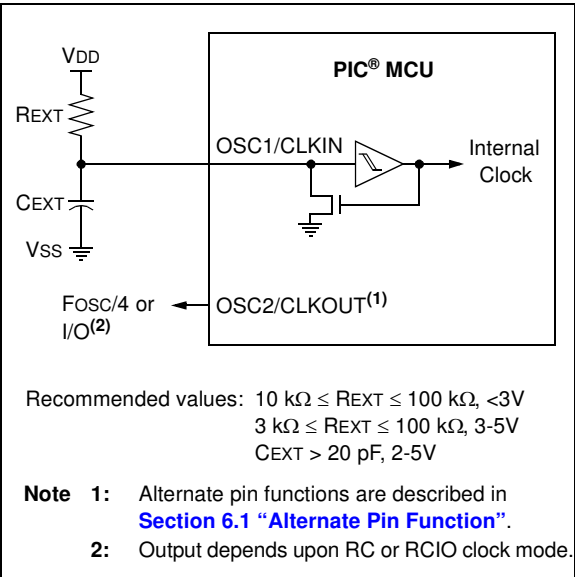 VDD
PIC® MCU
REXT
OSC1/CLKIN
Internal
Clock
CEXT
VSS
FOSC/4 or
I/O(2)
OSC2/CLKOUT(1)
Recommended values: 10 kΩ ≤ REXT ≤ 100 kΩ, <3V
3 kΩ ≤ REXT ≤ 100 kΩ, 3-5V
CEXT > 20 pF, 2-5V
Note 1: Alternate pin functions are described in
Section 6.1 “Alternate Pin Function”.
2: Output depends upon RC or RCIO clock mode.